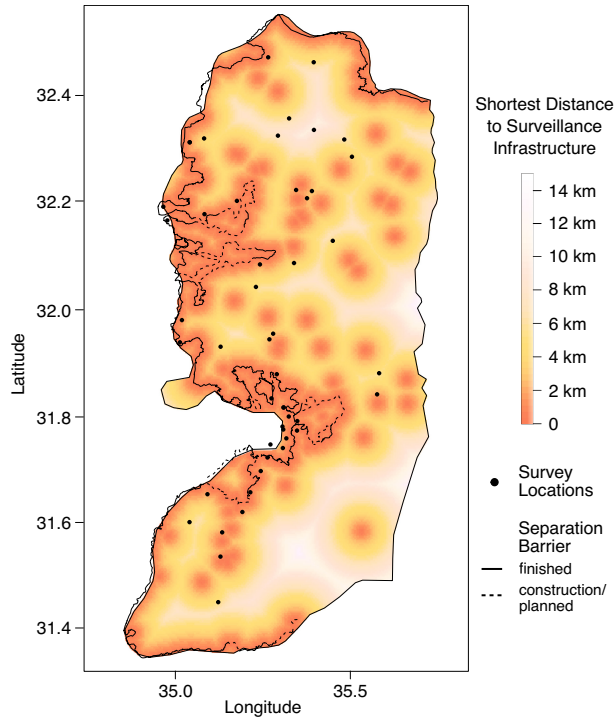 32.4
32.2
32.0
31.8
31.6
31.4
Latitude
35.0
35.5
Longitude
Shortest Distance
to Surveillance
Infrastructure
14 km
12 km
10 km
8 km
6 km
4 km
2 km
0
Survey
Locations
Separation
Barrier
finished
construction/
planned